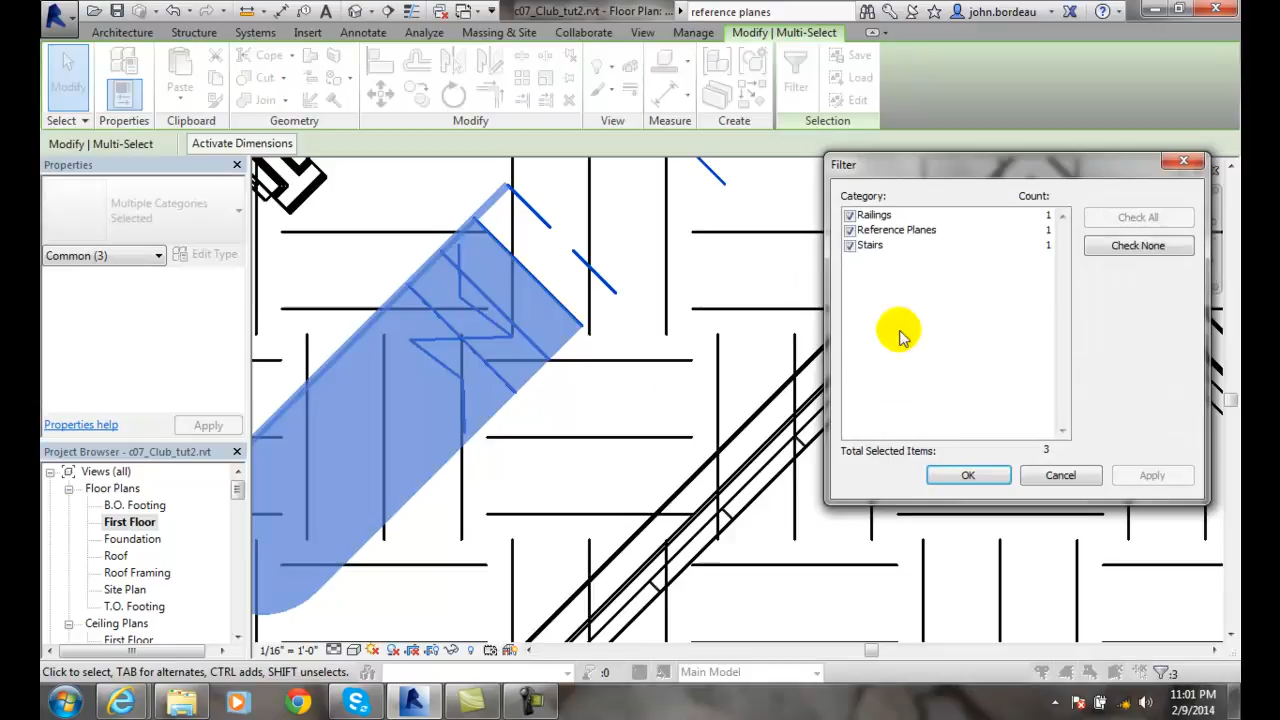 c07_Club_tut2.rvt - Floor Plan:
reference planes
john.bordeau
Architecture
Structure
Systems
Insert
Annotate
Analyze
Massing & Site
Collaborate
View
Manage
Modify | Multi-Select
Modify
Paste
Cope
Cut
Join
Filter
Save
Load
Edit
Select
Properties
Clipboard
Geometry
Modify
View
Measure
Create
Selection
Modify | Multi-Select
Activate Dimensions
Properties
Multiple Categories
Selected
Common (3)
Edit Type
Properties help
Apply
Project Browser - c07_Club_tut2.rvt
Views (all)
Floor Plans
B.O. Footing
First Floor
Foundation
Roof
Roof Framing
Site Plan
T.O. Footing
Ceiling Plans
First Floor
Filter
Category:
Count:
Railings 1
Reference Planes 1
Stairs 1
Check All
Check None
Total Selected Items: 3
OK
Cancel
Apply
1/16" = 1'-0"
Click to select, TAB for alternates, CTRL adds, SHIFT unselects.
:0
Main Model
:3
11:01 PM
2/9/2014